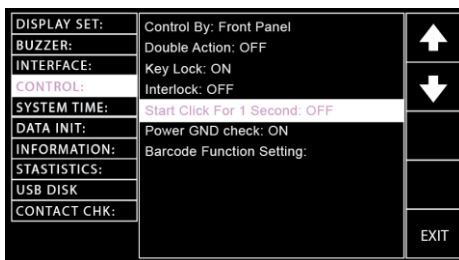 DISPLAY SET:
BUZZER:
INTERFACE:
CONTROL:
SYSTEM TIME:
DATA INIT:
INFORMATION:
STASTISTICS:
USB DISK
CONTACT CHK:
Control By: Front Panel
Double Action: OFF
Key Lock: ON
Interlock: OFF
Start Click For 1 Second: OFF
Power GND check: ON
Barcode Function Setting:
EXIT